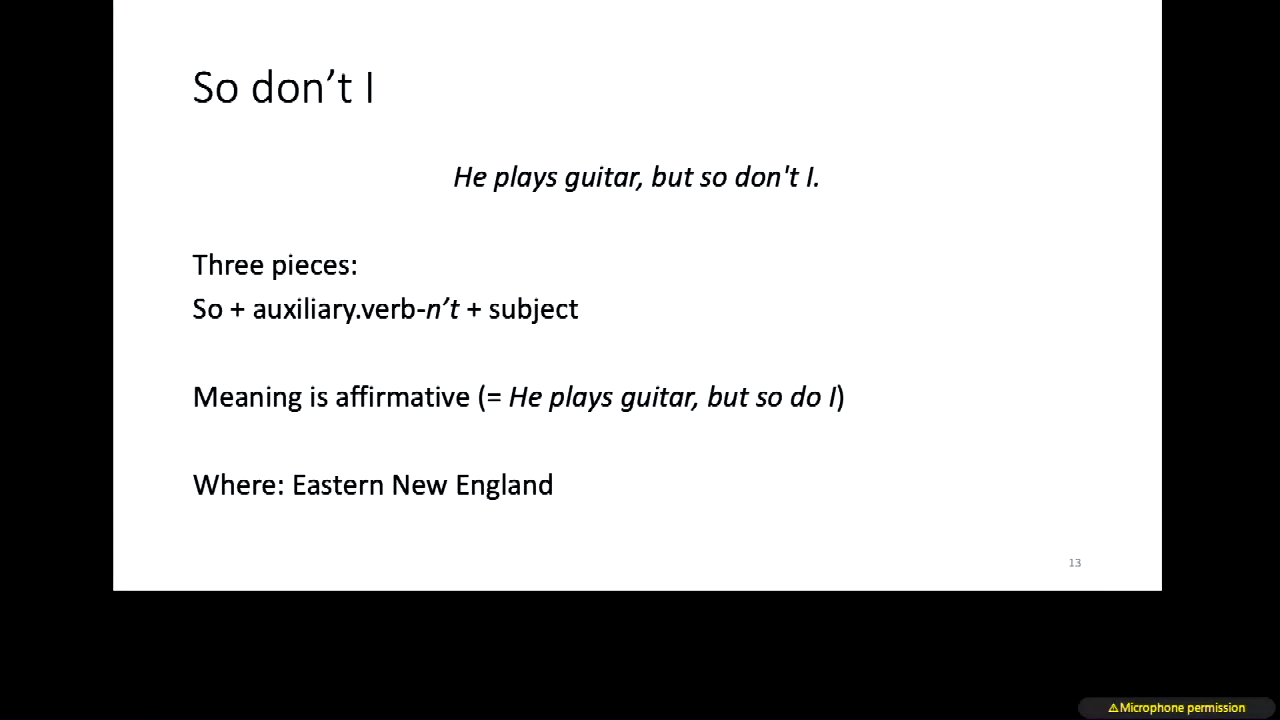 So don’t I
He plays guitar, but so don't I.
Three pieces:
So + auxiliary.verb-n’t + subject
Meaning is affirmative (= He plays guitar, but so do I)
Where: Eastern New England
13
⚠Microphone permission